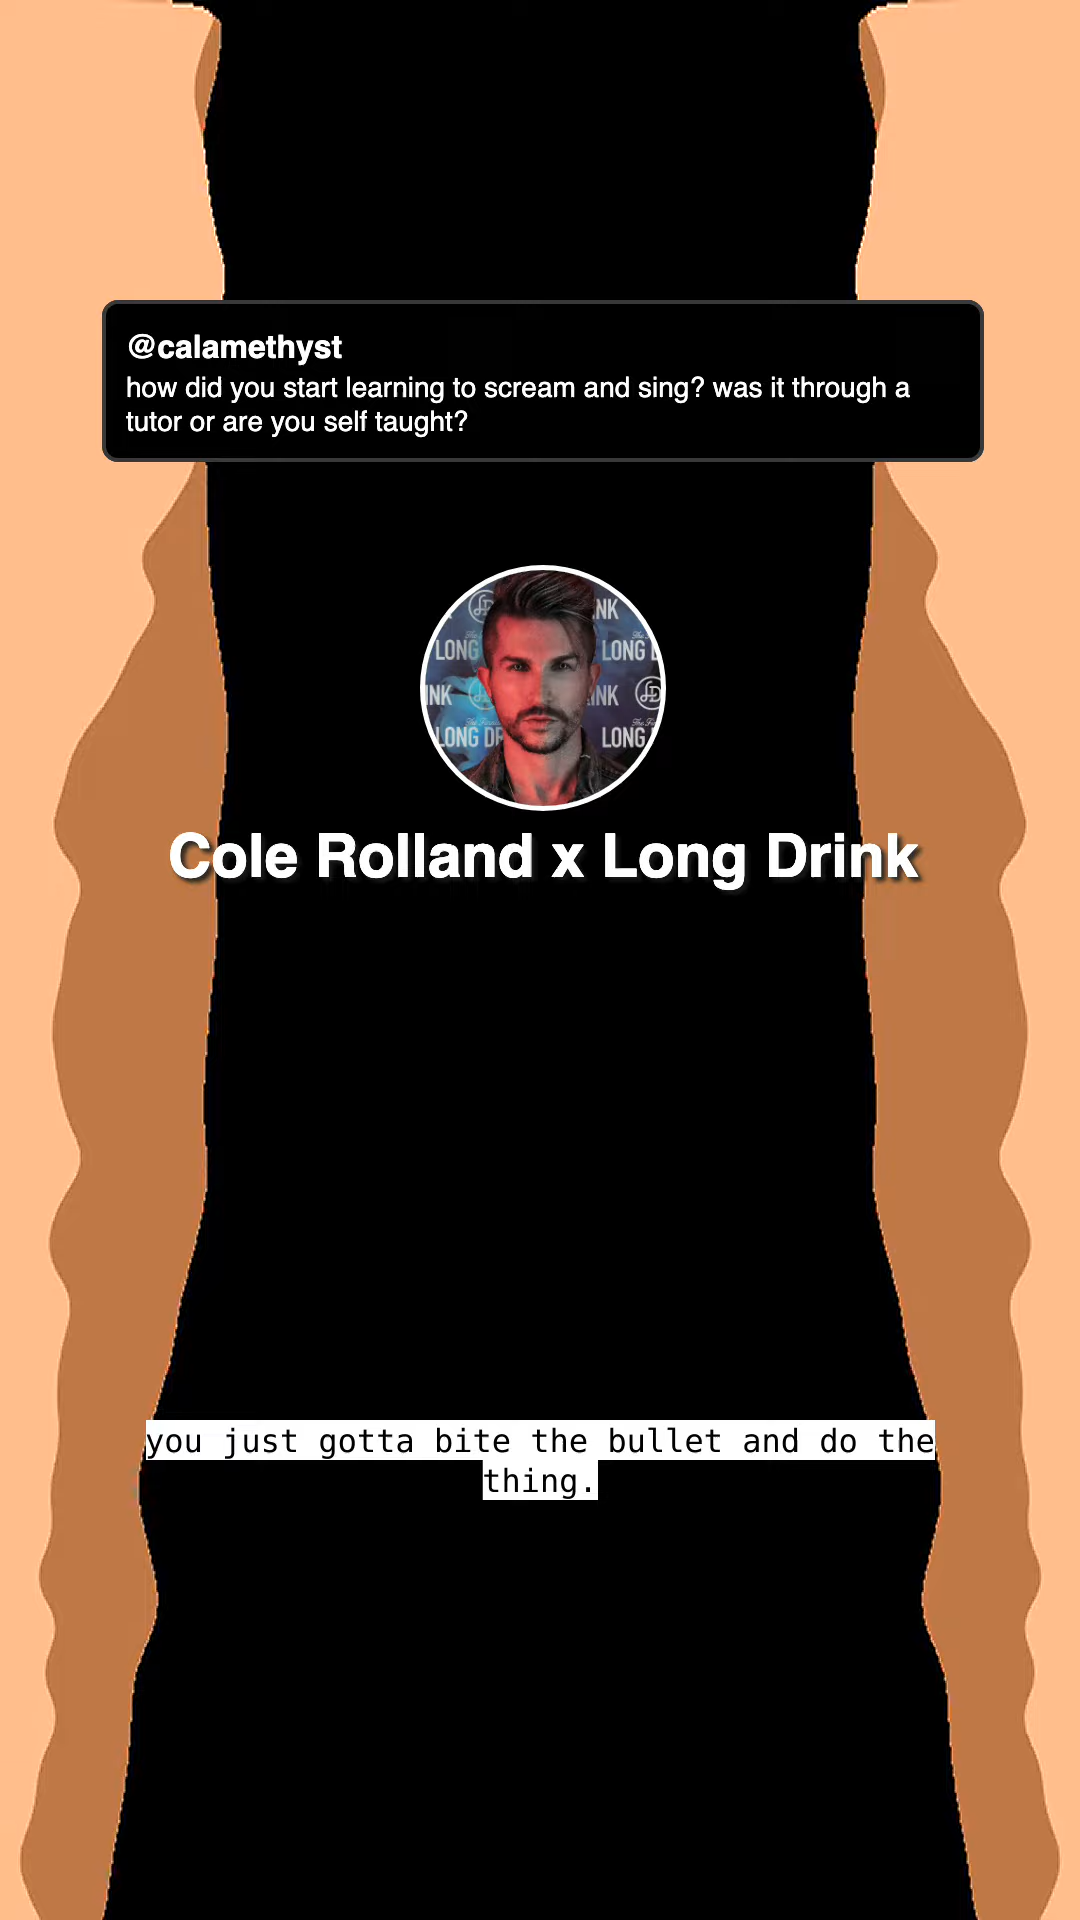 @calamethyst
how did you start learning to scream and sing? was it through a
tutor or are you self taught?
NK
LONG
LONG
INK
INK
LONG
LONG
Cole Rolland x Long Drink
you just gotta bite the bullet and do the
thing.